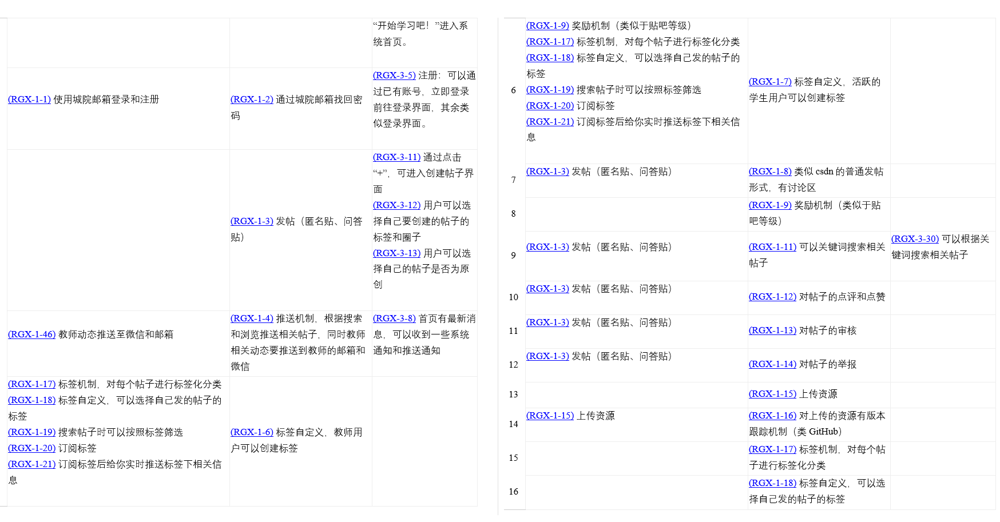 “开始学习吧！”进入系
统首页。
(RGX-1-1) 使用城院邮箱登录和注册
(RGX-1-2) 通过城院邮箱找回密
码
(RGX-3-5) 注册：可以通
过已有账号，立即登录
前往登录界面，其余类
似登录界面。
(RGX-1-3) 发帖（匿名贴、问答
贴）
(RGX-3-11) 通过点击
“+”，可进入创建帖子界
面
(RGX-3-12) 用户可以选
择自己要创建的帖子的
标签和圈子
(RGX-3-13) 用户可以选
择自己的帖子是否为原
创
(RGX-1-46) 教师动态推送至微信和邮箱
(RGX-1-4) 推送机制，根据搜索
和浏览推送相关帖子，同时教师
相关动态要推送到教师的邮箱和
微信
(RGX-3-8) 首页有最新消
息，可以收到一些系统
通知和推送通知
(RGX-1-17) 标签机制，对每个帖子进行标签化分类
(RGX-1-18) 标签自定义，可以选择自己发的帖子的
标签
(RGX-1-19) 搜索帖子时可以按照标签筛选
(RGX-1-20) 订阅标签
(RGX-1-21) 订阅标签后给你实时推送标签下相关信
息
(RGX-1-6) 标签自定义，教师用
户可以创建标签
6
(RGX-1-9) 奖励机制（类似于贴吧等级）
(RGX-1-17) 标签机制，对每个帖子进行标签化分类
(RGX-1-18) 标签自定义，可以选择自己发的帖子的
标签
(RGX-1-19) 搜索帖子时可以按照标签筛选
(RGX-1-20) 订阅标签
(RGX-1-21) 订阅标签后给你实时推送标签下相关信
息
(RGX-1-7) 标签自定义，活跃的
学生用户可以创建标签
7
(RGX-1-3) 发帖（匿名贴、问答贴）
(RGX-1-8) 类似 csdn 的普通发帖
形式，有讨论区
8
(RGX-1-9) 奖励机制（类似于贴
吧等级）
9
(RGX-1-3) 发帖（匿名贴、问答贴）
(RGX-1-11) 可以关键词搜索相关
帖子
(RGX-3-30) 可以根据关
键词搜索相关帖子
10
(RGX-1-3) 发帖（匿名贴、问答贴）
(RGX-1-12) 对帖子的点评和点赞
11
(RGX-1-3) 发帖（匿名贴、问答贴）
(RGX-1-13) 对帖子的审核
12
(RGX-1-3) 发帖（匿名贴、问答贴）
(RGX-1-14) 对帖子的举报
13
(RGX-1-15) 上传资源
14
(RGX-1-15) 上传资源
(RGX-1-16) 对上传的资源有版本
跟踪机制（类 GitHub）
15
(RGX-1-17) 标签机制，对每个帖
子进行标签化分类
16
(RGX-1-18) 标签自定义，可以选
择自己发的帖子的标签